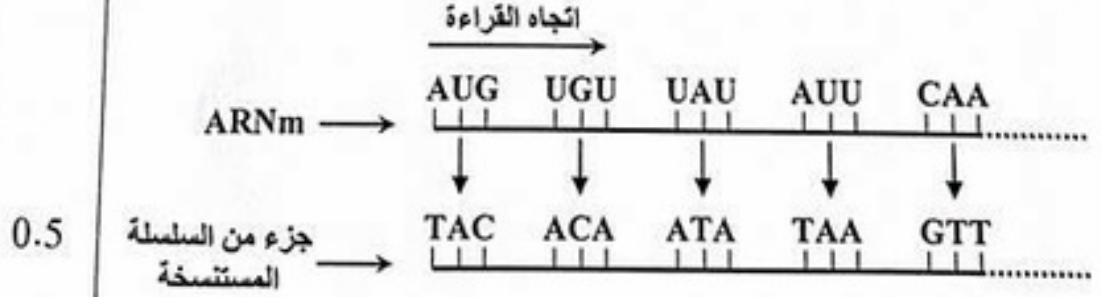 اتجاه القراءة
AUG UGU UAU AUU CAA
ARNm
TAC ACA ATA TAA GTT
0.5
جزء من السلسلة
المستنسخة